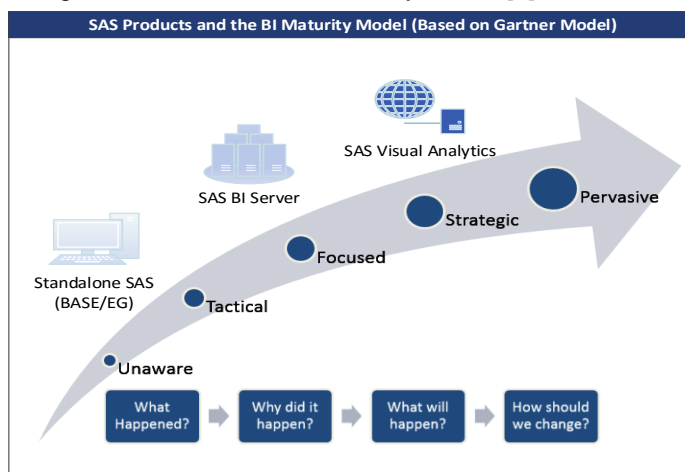 SAS Products and the BI Maturity Model (Based on Gartner Model)
SAS Visual Analytics
SAS BI Server
Pervasive
Strategic
Focused
Standalone SAS
(BASE/EG)
Tactical
Unaware
What
Happened?
Why did it
happen?
What will
happen?
How should
we change?